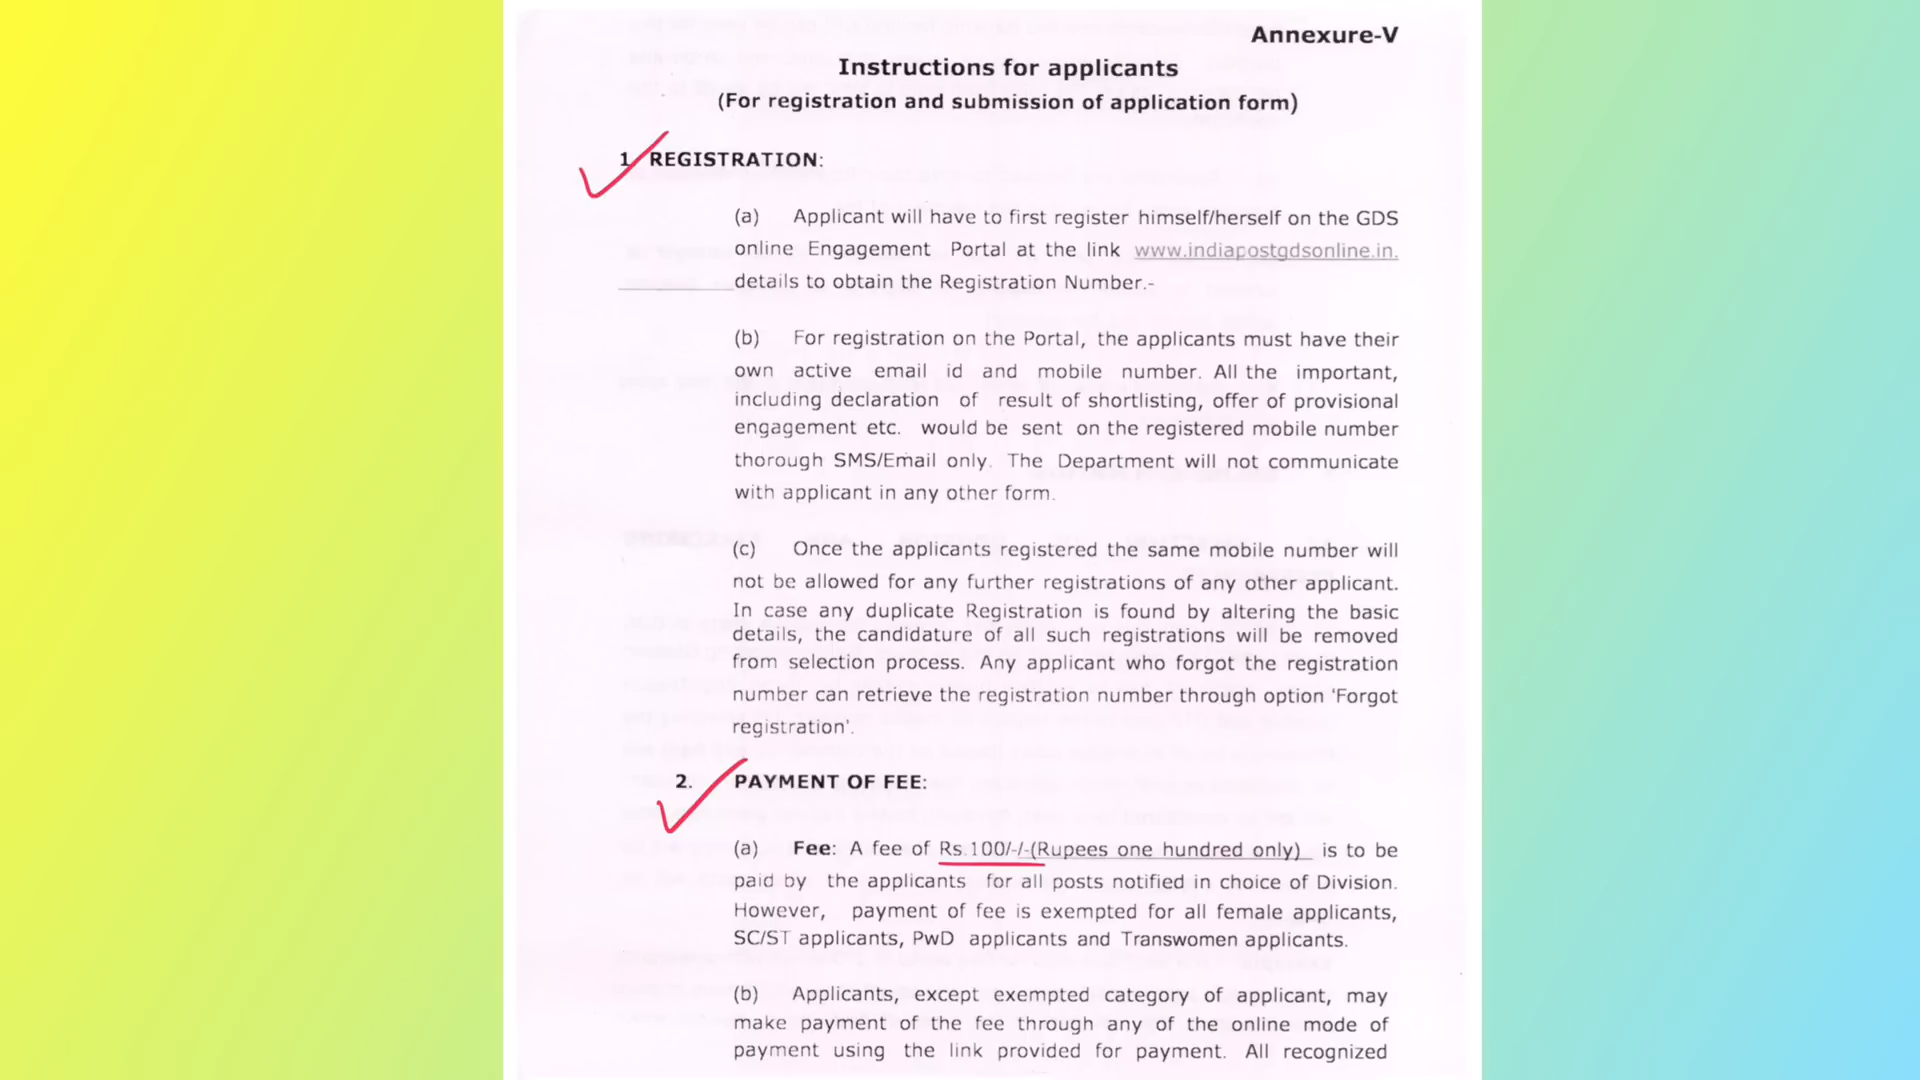 Annexure-V
Instructions for applicants
(For registration and submission of application form)
1 REGISTRATION:
(a) Applicant will have to first register himself/herself on the GDS
online Engagement Portal at the link www.indiapostgdsonline.in.
details to obtain the Registration Number.-
(b) For registration on the Portal, the applicants must have their
own active email id and mobile number. All the important,
including declaration of result of shortlisting, offer of provisional
engagement etc. would be sent on the registered mobile number
thorough SMS/Email only. The Department will not communicate
with applicant in any other form.
(c) Once the applicants registered the same mobile number will
not be allowed for any further registrations of any other applicant.
In case any duplicate Registration is found by altering the basic
details, the candidature of all such registrations will be removed
from selection process. Any applicant who forgot the registration
number can retrieve the registration number through option ‘Forgot
registration’.
2. PAYMENT OF FEE:
(a) Fee: A fee of Rs.100/-/-(Rupees one hundred only) is to be
paid by the applicants for all posts notified in choice of Division.
However, payment of fee is exempted for all female applicants,
SC/ST applicants, PwD applicants and Transwomen applicants.
(b) Applicants, except exempted category of applicant, may
make payment of the fee through any of the online mode of
payment using the link provided for payment. All recognized